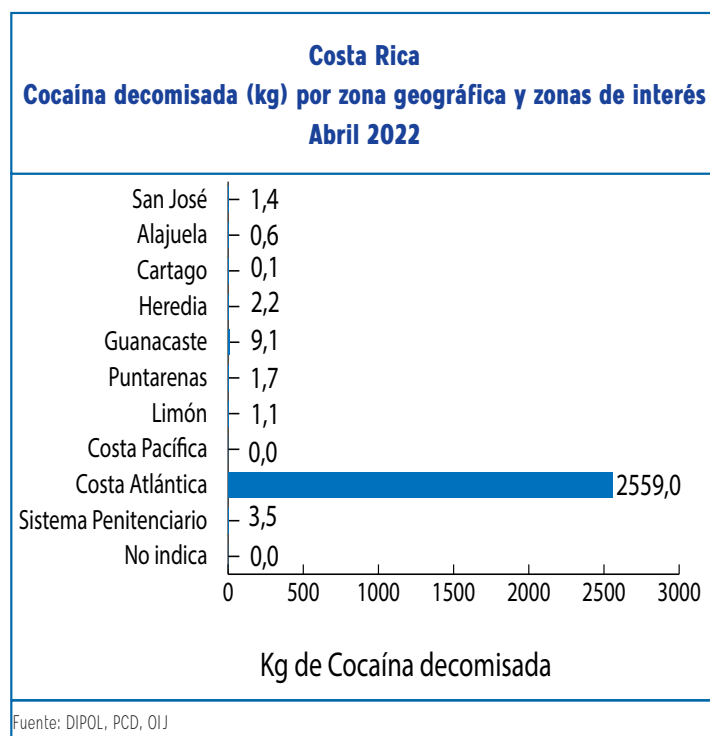 Costa Rica
Cocaína decomisada (kg) por zona geográfica y zonas de interés
Abril 2022
San José 1,4
Alajuela 0,6
Cartago 0,1
Heredia 2,2
Guanacaste 9,1
Puntarenas 1,7
Limón 1,1
Costa Pacífica 0,0
Costa Atlántica 2559,0
Sistema Penitenciario 3,5
No indica 0,0
0 500 1000 1500 2000 2500 3000
Kg de Cocaína decomisada
Fuente: DIPOL, PCD, OIJ